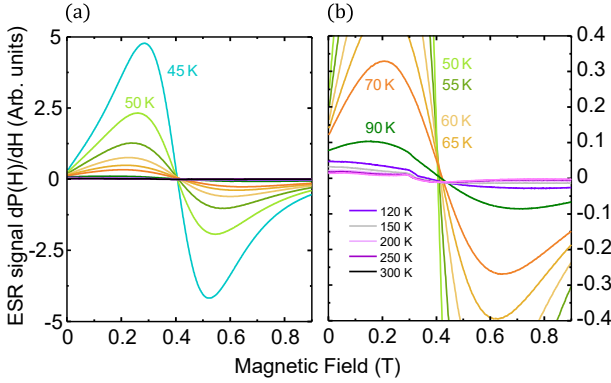 (a)
(b)
ESR signal dP(H)/dH (Arb. units)
5
2.5
0
-2.5
-5
45 K
50 K
0.0 0.2 0.4 0.6 0.8
50 K
55 K
70 K
60 K
65 K
90 K
120 K
150 K
200 K
250 K
300 K
0.4
0.3
0.2
0.1
0
-0.1
-0.2
-0.3
-0.4
0.0 0.2 0.4 0.6 0.8
Magnetic Field (T)